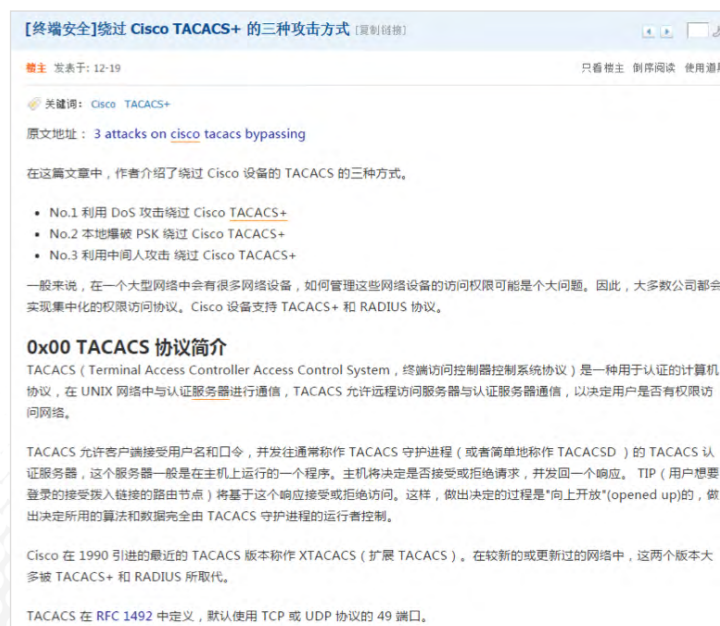 [终端安全]绕过 Cisco TACACS+ 的三种攻击方式 [复制链接]
楼主 发表于: 12-19 只看楼主 倒序阅读 使用道具
关键词： Cisco TACACS+
原文地址： 3 attacks on cisco tacacs bypassing
在这篇文章中，作者介绍了绕过 Cisco 设备的 TACACS 的三种方式。
• No.1 利用 DoS 攻击绕过 Cisco TACACS+
• No.2 本地爆破 PSK 绕过 Cisco TACACS+
• No.3 利用中间人攻击 绕过 Cisco TACACS+
一般来说，在一个大型网络中会有很多网络设备，如何管理这些网络设备的访问权限可能是个大问题。因此，大多数公司都会
实现集中化的权限访问协议。Cisco 设备支持 TACACS+ 和 RADIUS 协议。
0x00 TACACS 协议简介
TACACS（Terminal Access Controller Access Control System，终端访问控制器控制系统协议）是一种用于认证的计算机
协议，在 UNIX 网络中与认证服务器进行通信，TACACS 允许远程访问服务器与认证服务器通信，以决定用户是否有权限访
问网络。
TACACS 允许客户端接受用户名和口令，并发往通常称作 TACACS 守护进程（或者简单地称作 TACACSD ）的 TACACS 认
证服务器，这个服务器一般是在主机上运行的一个程序。主机将决定是否接受或拒绝请求，并发回一个响应。 TIP（用户想要
登录的接受拨入链接的路由节点）将基于这个响应接受或拒绝访问。这样，做出决定的过程是"向上开放"(opened up)的，做
出决定所用的算法和数据完全由 TACACS 守护进程的运行者控制。
Cisco 在 1990 引进的最近的 TACACS 版本称作 XTACACS（扩展 TACACS）。在较新的或更新过的网络中，这两个版本大
多被 TACACS+ 和 RADIUS 所取代。
TACACS 在 RFC 1492 中定义，默认使用 TCP 或 UDP 协议的 49 端口。